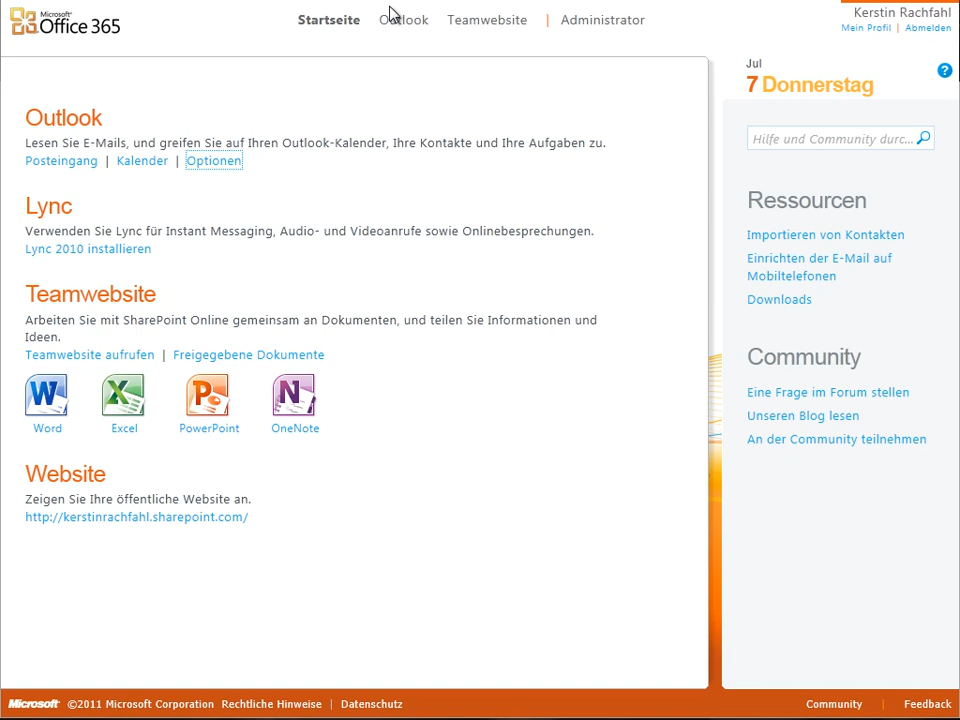 Microsoft®
Office 365
Startseite Outlook Teamwebsite | Administrator
Kerstin Rachfahl
Mein Profil | Abmelden
Jul
7 Donnerstag
?
Outlook
Lesen Sie E-Mails, und greifen Sie auf Ihren Outlook-Kalender, Ihre Kontakte und Ihre Aufgaben zu.
Posteingang | Kalender | Optionen
Lync
Verwenden Sie Lync für Instant Messaging, Audio- und Videoanrufe sowie Onlinebesprechungen.
Lync 2010 installieren
Teamwebsite
Arbeiten Sie mit SharePoint Online gemeinsam an Dokumenten, und teilen Sie Informationen und
Ideen.
Teamwebsite aufrufen | Freigegebene Dokumente
Word Excel PowerPoint OneNote
Website
Zeigen Sie Ihre öffentliche Website an.
http://kerstinrachfahl.sharepoint.com/
Hilfe und Community durc...
Ressourcen
Importieren von Kontakten
Einrichten der E-Mail auf
Mobiltelefonen
Downloads
Community
Eine Frage im Forum stellen
Unseren Blog lesen
An der Community teilnehmen
Microsoft ©2011 Microsoft Corporation Rechtliche Hinweise | Datenschutz
Community | Feedback